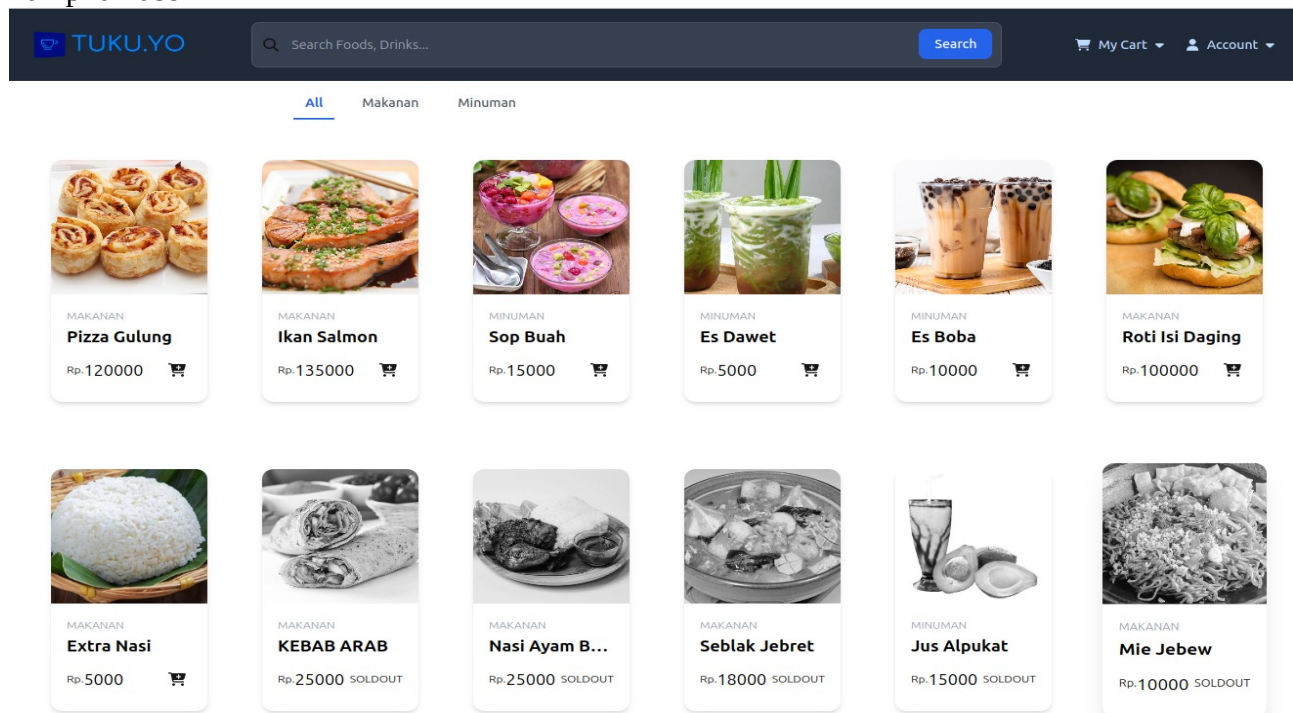 TUKU.YO
Search Foods, Drinks...
Search
My Cart
Account
All
Makanan
Minuman
MAKANAN
Pizza Gulung
Rp.120000
MAKANAN
Ikan Salmon
Rp.135000
MINUMAN
Sop Buah
Rp.15000
MINUMAN
Es Dawet
Rp.5000
MINUMAN
Es Boba
Rp.10000
MAKANAN
Roti Isi Daging
Rp.100000
MAKANAN
Extra Nasi
Rp.5000
MAKANAN
KEBAB ARAB
Rp.25000 SOLDOUT
MAKANAN
Nasi Ayam B...
Rp.25000 SOLDOUT
MAKANAN
Seblak Jebret
Rp.18000 SOLDOUT
MINUMAN
Jus Alpukat
Rp.15000 SOLDOUT
MAKANAN
Mie Jebew
Rp.10000 SOLDOUT